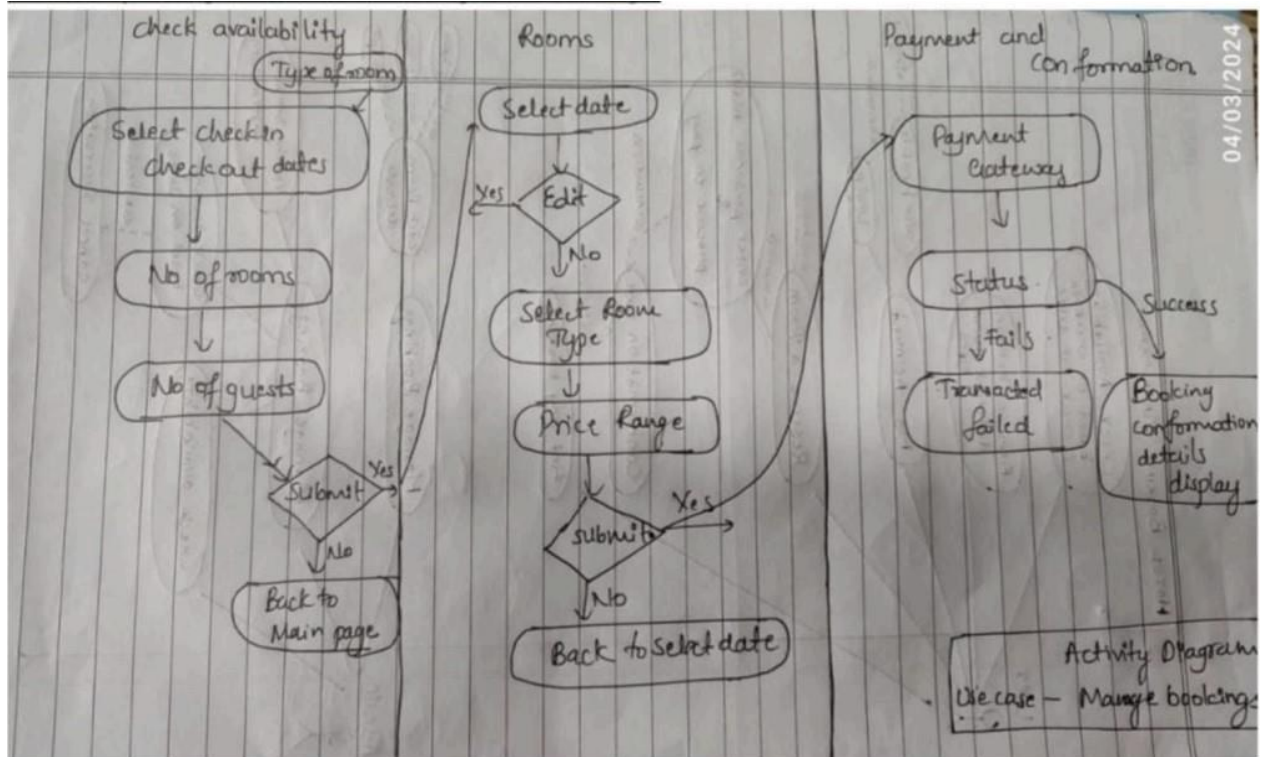 Check availability
Type of room
Select checkin
checkout dates
No of rooms
No of guests
Submit
Yes
No
Back to
Main page
Rooms
Select date
Edit
Yes
No
Select Room
Type
Price Range
Submit
Yes
No
Back to select date
Payment and
Conformation
Payment
Gateway
Status
Success
Fails
Transacted
failed
Booking
conformation
details
display
Activity Diagram
Use case - Manage bookings
04/03/2024